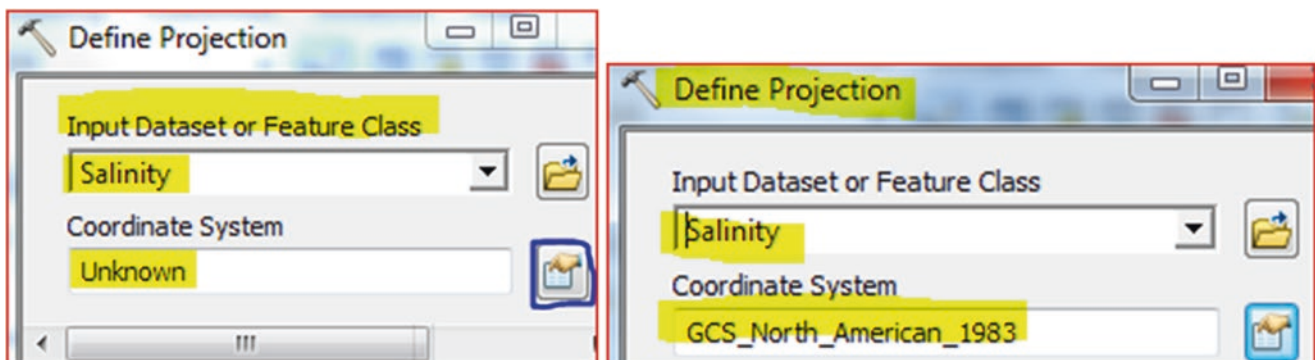 Define Projection
Input Dataset or Feature Class
Salinity
Coordinate System
Unknown
Define Projection
Input Dataset or Feature Class
Salinity
Coordinate System
GCS_North_American_1983